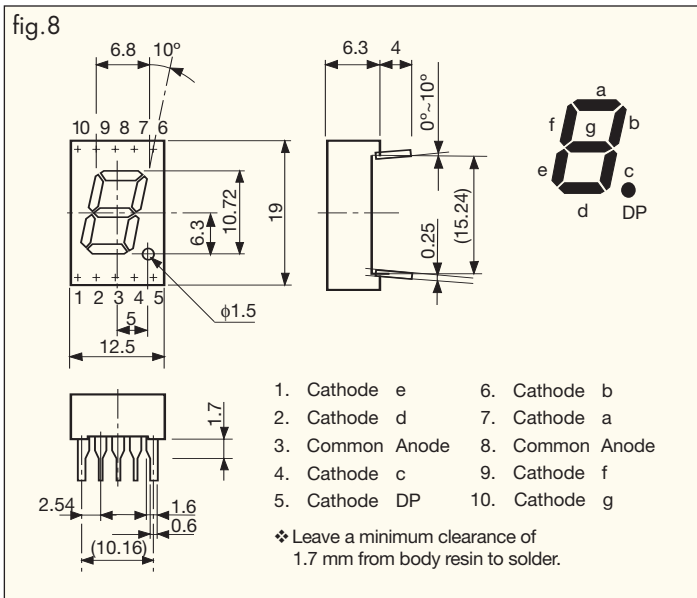 fig.8
6.8 10°
10 9 8 7 6
10.72
6.3
19
1 2 3 4 5
5
φ1.5
12.5
6.3 4
0°~10°
0.25
(15.24)
a
f b
g
e c
d DP
1.7
2.54
1.6
0.6
(10.16)
1. Cathode e 6. Cathode b
2. Cathode d 7. Cathode a
3. Common Anode 8. Common Anode
4. Cathode c 9. Cathode f
5. Cathode DP 10. Cathode g
❖ Leave a minimum clearance of
1.7 mm from body resin to solder.